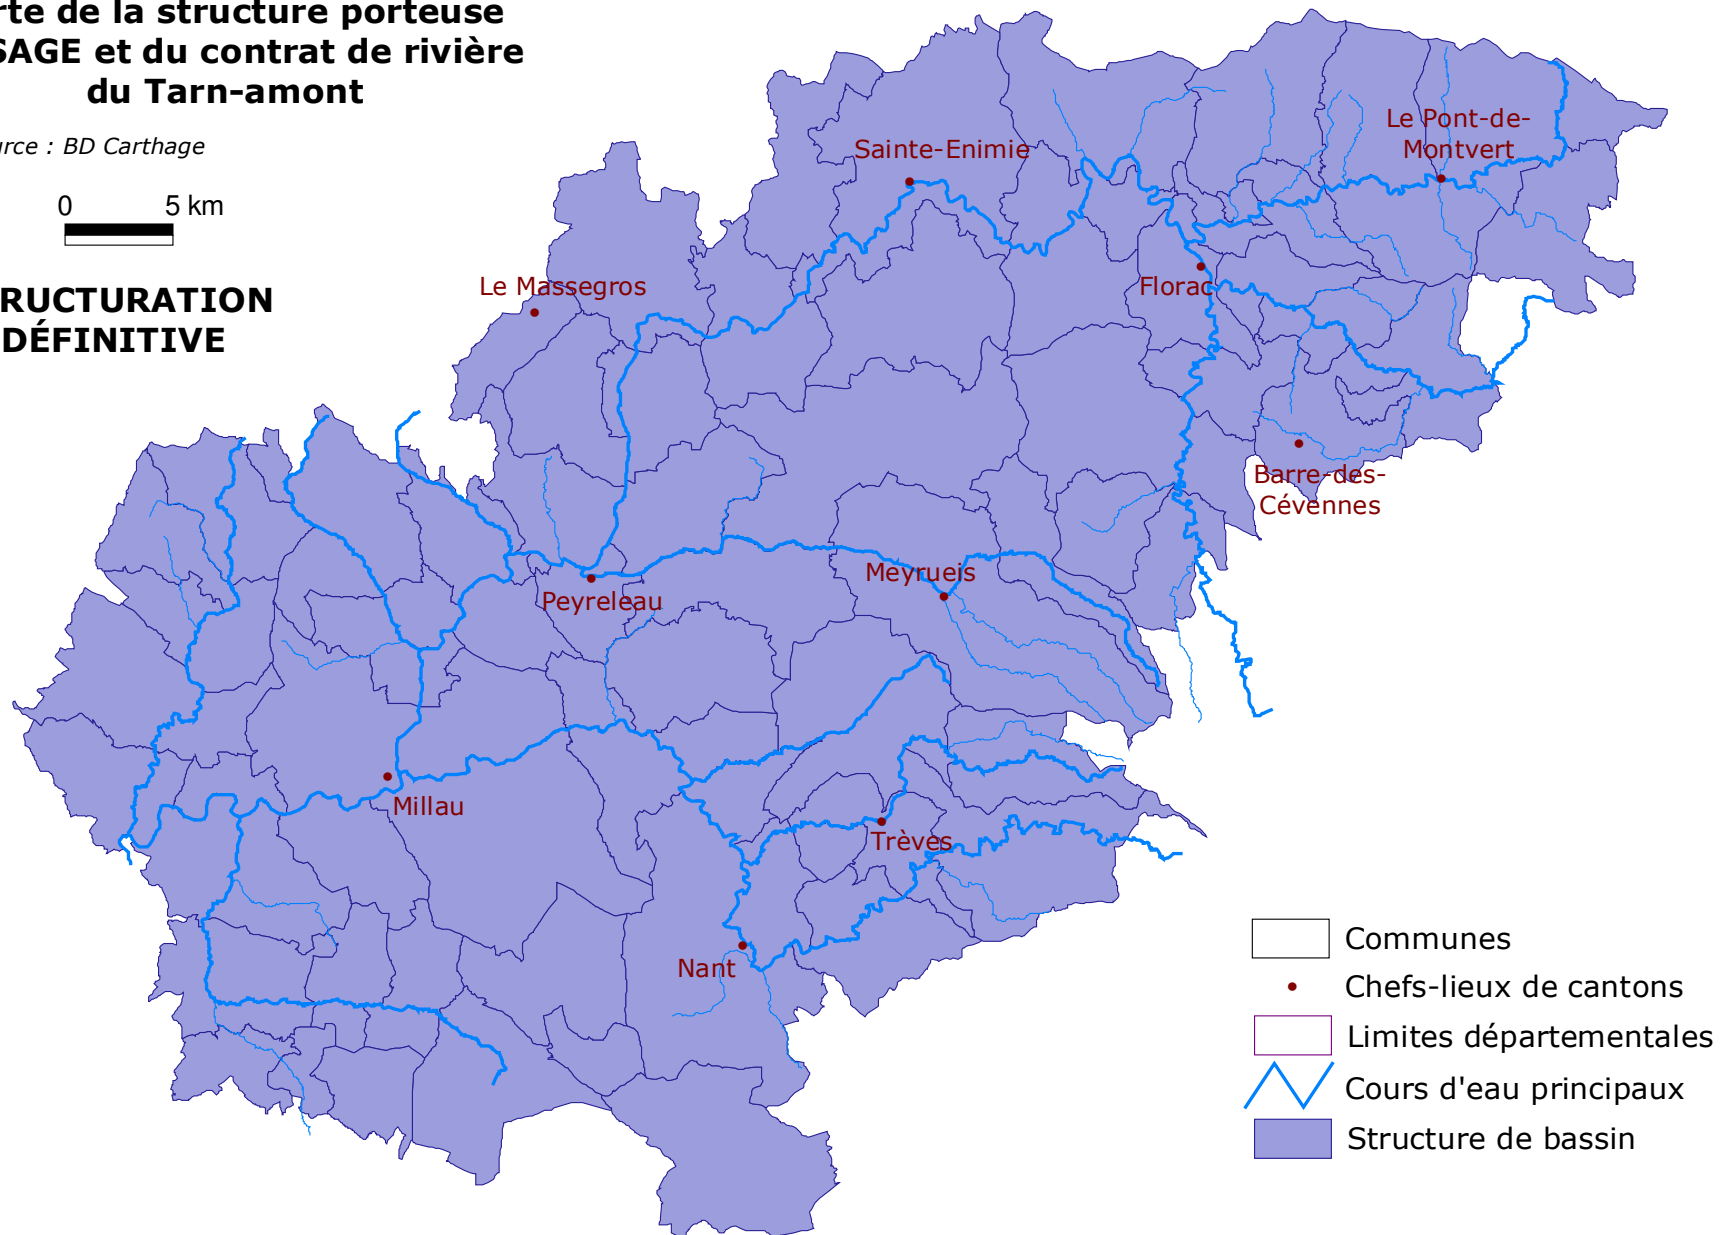 rte de la structure porteuse
SAGE et du contrat de rivière
du Tarn-amont
urce : BD Carthage
0 5 km
RUCTURATION
DÉFINITIVE
Le Pont-de-
Montvert
Sainte-Enimie
Le Massegros
Florac
Barre-des-
Cévennes
Meyrueis
Peyreleau
Millau
Trèves
Nant
Communes
Chefs-lieux de cantons
Limites départementales
Cours d'eau principaux
Structure de bassin